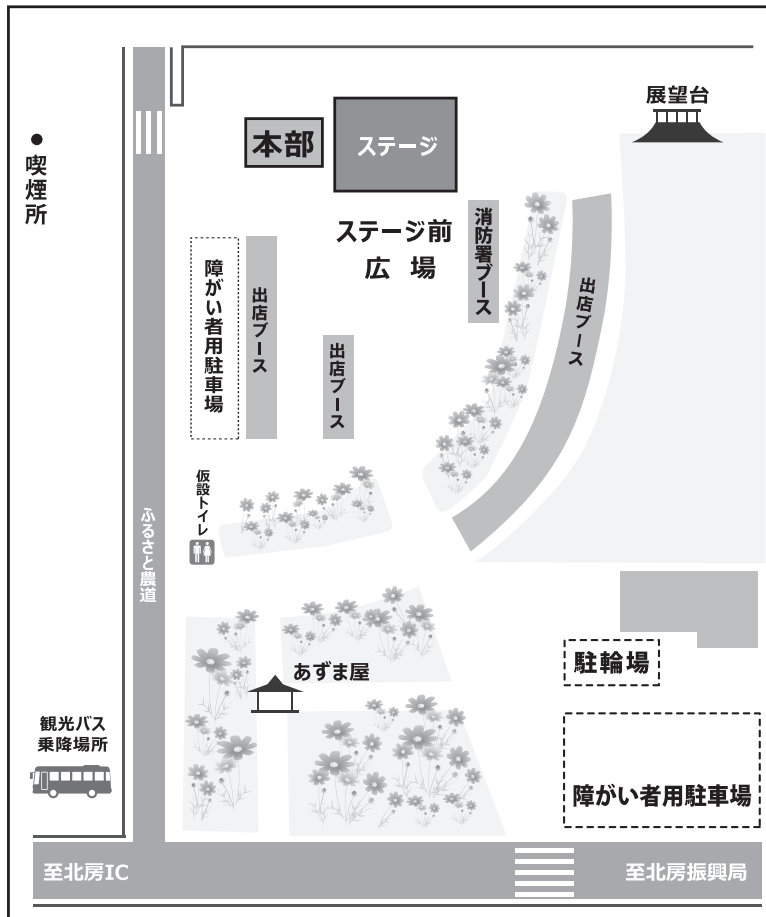 展望台
本部
ステージ
● 喫煙所
ステージ前
広場
消防署ブース
障がい者用駐車場
出店ブース
出店ブース
出店ブース
仮設トイレ
ふるさと農道
あずま屋
駐輪場
観光バス
乗降場所
障がい者用駐車場
至北房IC
至北房振興局